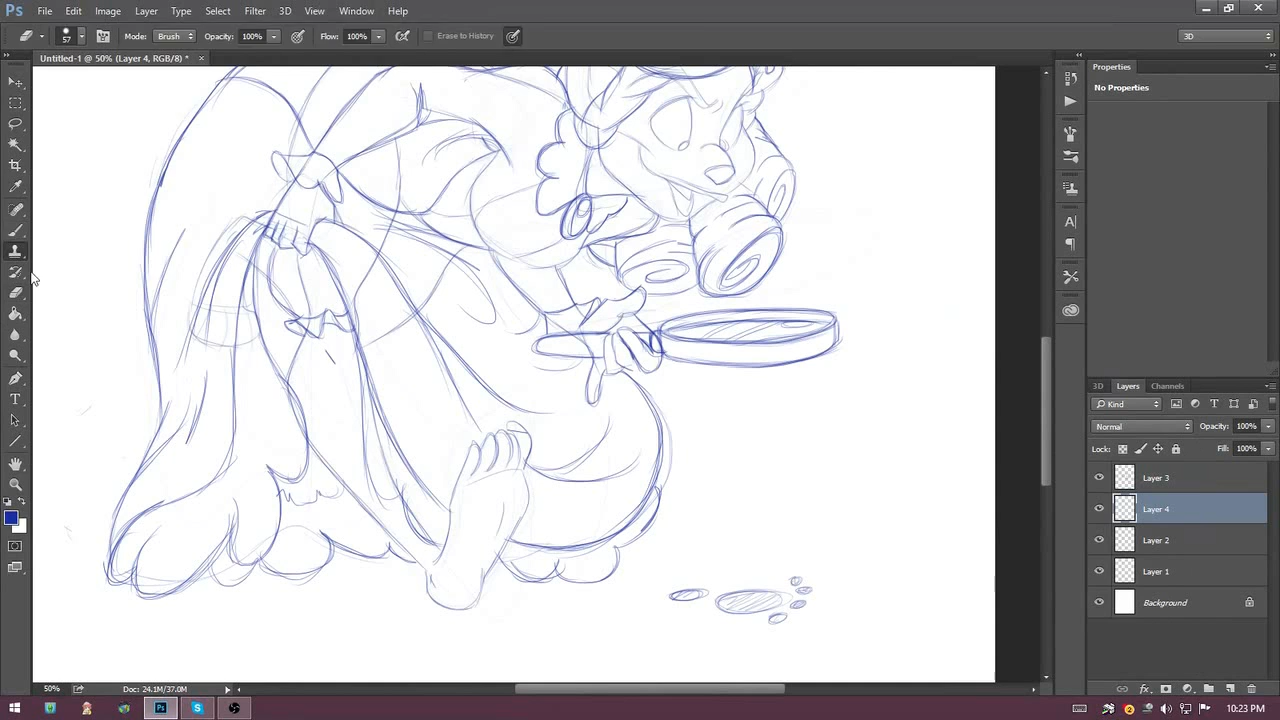 Ps File Edit Image Layer Type Select Filter 3D View Window Help
57 Mode: Brush Opacity: 100% Flow: 100% Erase to History 3D
Untitled-1 @ 50% (Layer 4, RGB/8) * ×
Properties
No Properties
3D Layers Channels
Kind
Normal Opacity: 100%
Lock: Fill: 100%
Layer 3
Layer 4
Layer 2
Layer 1
Background
50% Doc: 24.1M/37.0M
10:23 PM